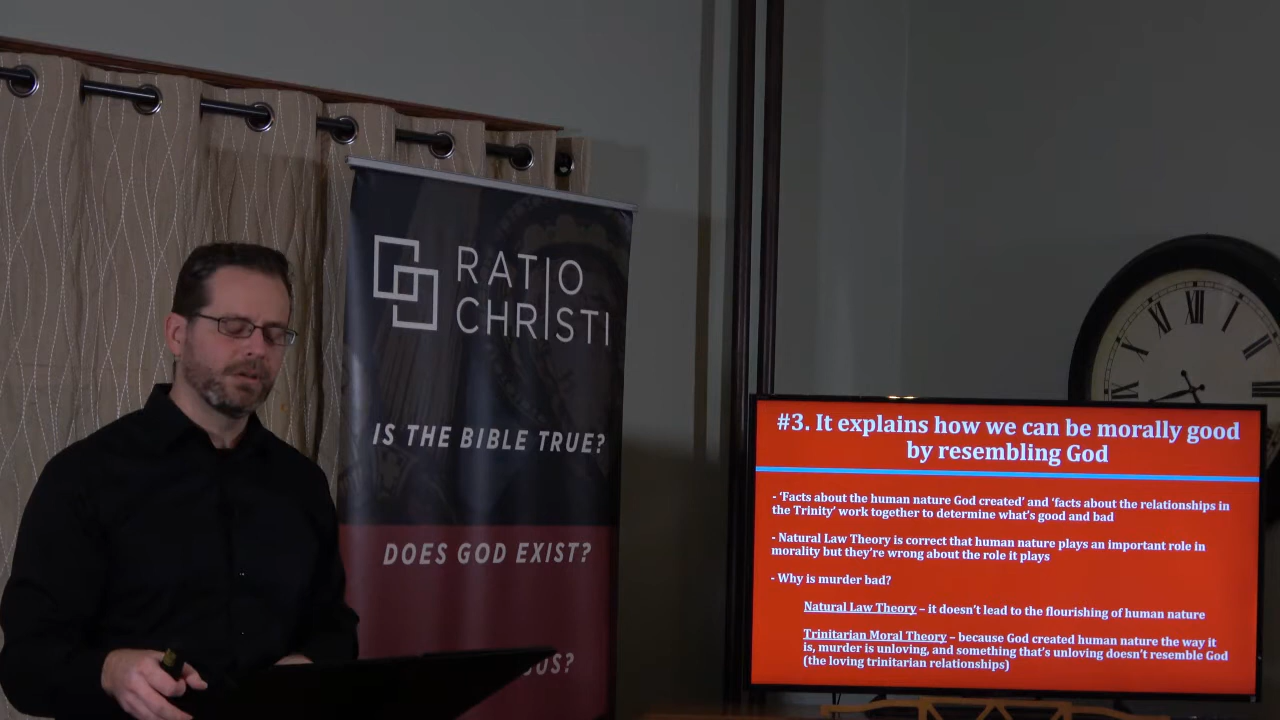 RATIO
CHRISTI
IS THE BIBLE TRUE?
DOES GOD EXIST?
#3. It explains how we can be morally good
by resembling God
- 'Facts about the human nature God created' and 'facts about the relationships in
the Trinity' work together to determine what's good and bad
- Natural Law Theory is correct that human nature plays an important role in
morality but they're wrong about the role it plays
- Why is murder bad?
Natural Law Theory – it doesn't lead to the flourishing of human nature
Trinitarian Moral Theory – because God created human nature the way it
is, murder is unloving, and something that's unloving doesn't resemble God
(the loving trinitarian relationships)